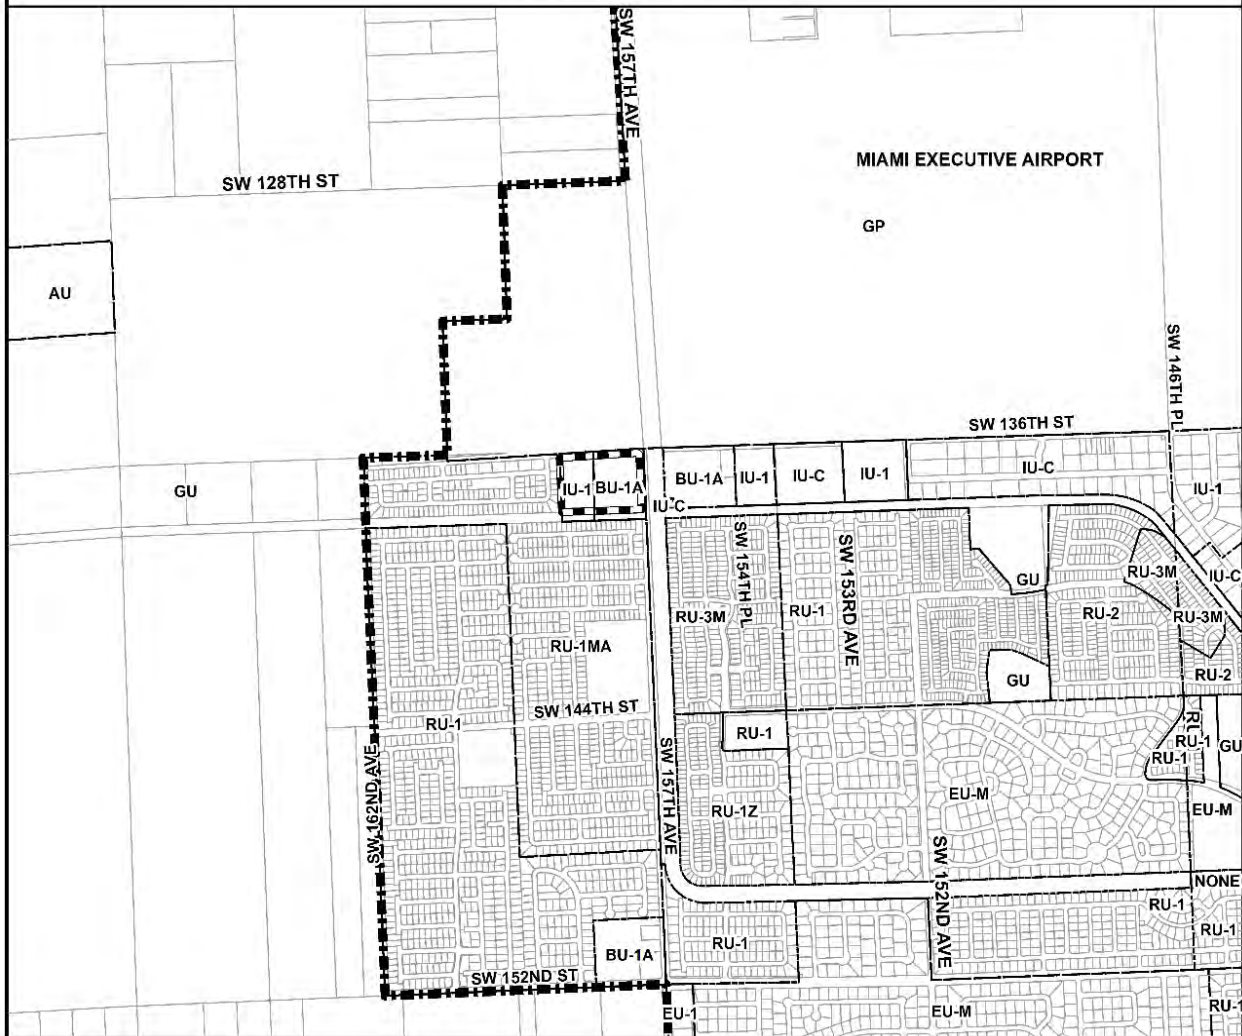 SW 157TH AVE
MIAMI EXECUTIVE AIRPORT
SW 128TH ST
GP
AU
SW 146TH PL
SW 136TH ST
GU
IU-1
BU-1A
BU-1A
IU-1
IU-C
IU-1
IU-C
IU-1
IU-C
SW 154TH PL
SW 153RD AVE
GU
RU-3M
IU-C
RU-3M
RU-1
RU-2
RU-3M
RU-1MA
GU
RU-2
SW 144TH ST
RU-1
RU-1
RU-1
RU-1
GU
SW 162ND AVE
SW 157TH AVE
RU-1Z
EU-M
EU-M
SW 152ND AVE
NONE
RU-1
RU-1
RU-1
BU-1A
SW 152ND ST
EU-1
EU-M